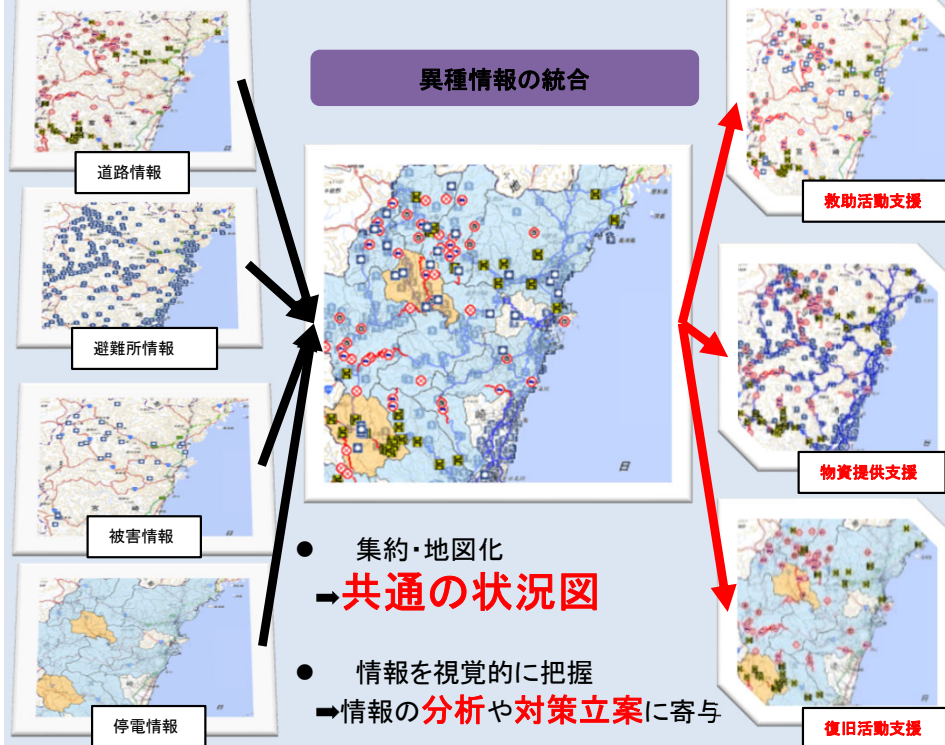 異種情報の統合
道路情報
避難所情報
被害情報
停電情報
● 集約・地図化
➡共通の状況図
● 情報を視覚的に把握
➡情報の分析や対策立案に寄与
救助活動支援
物資提供支援
復旧活動支援